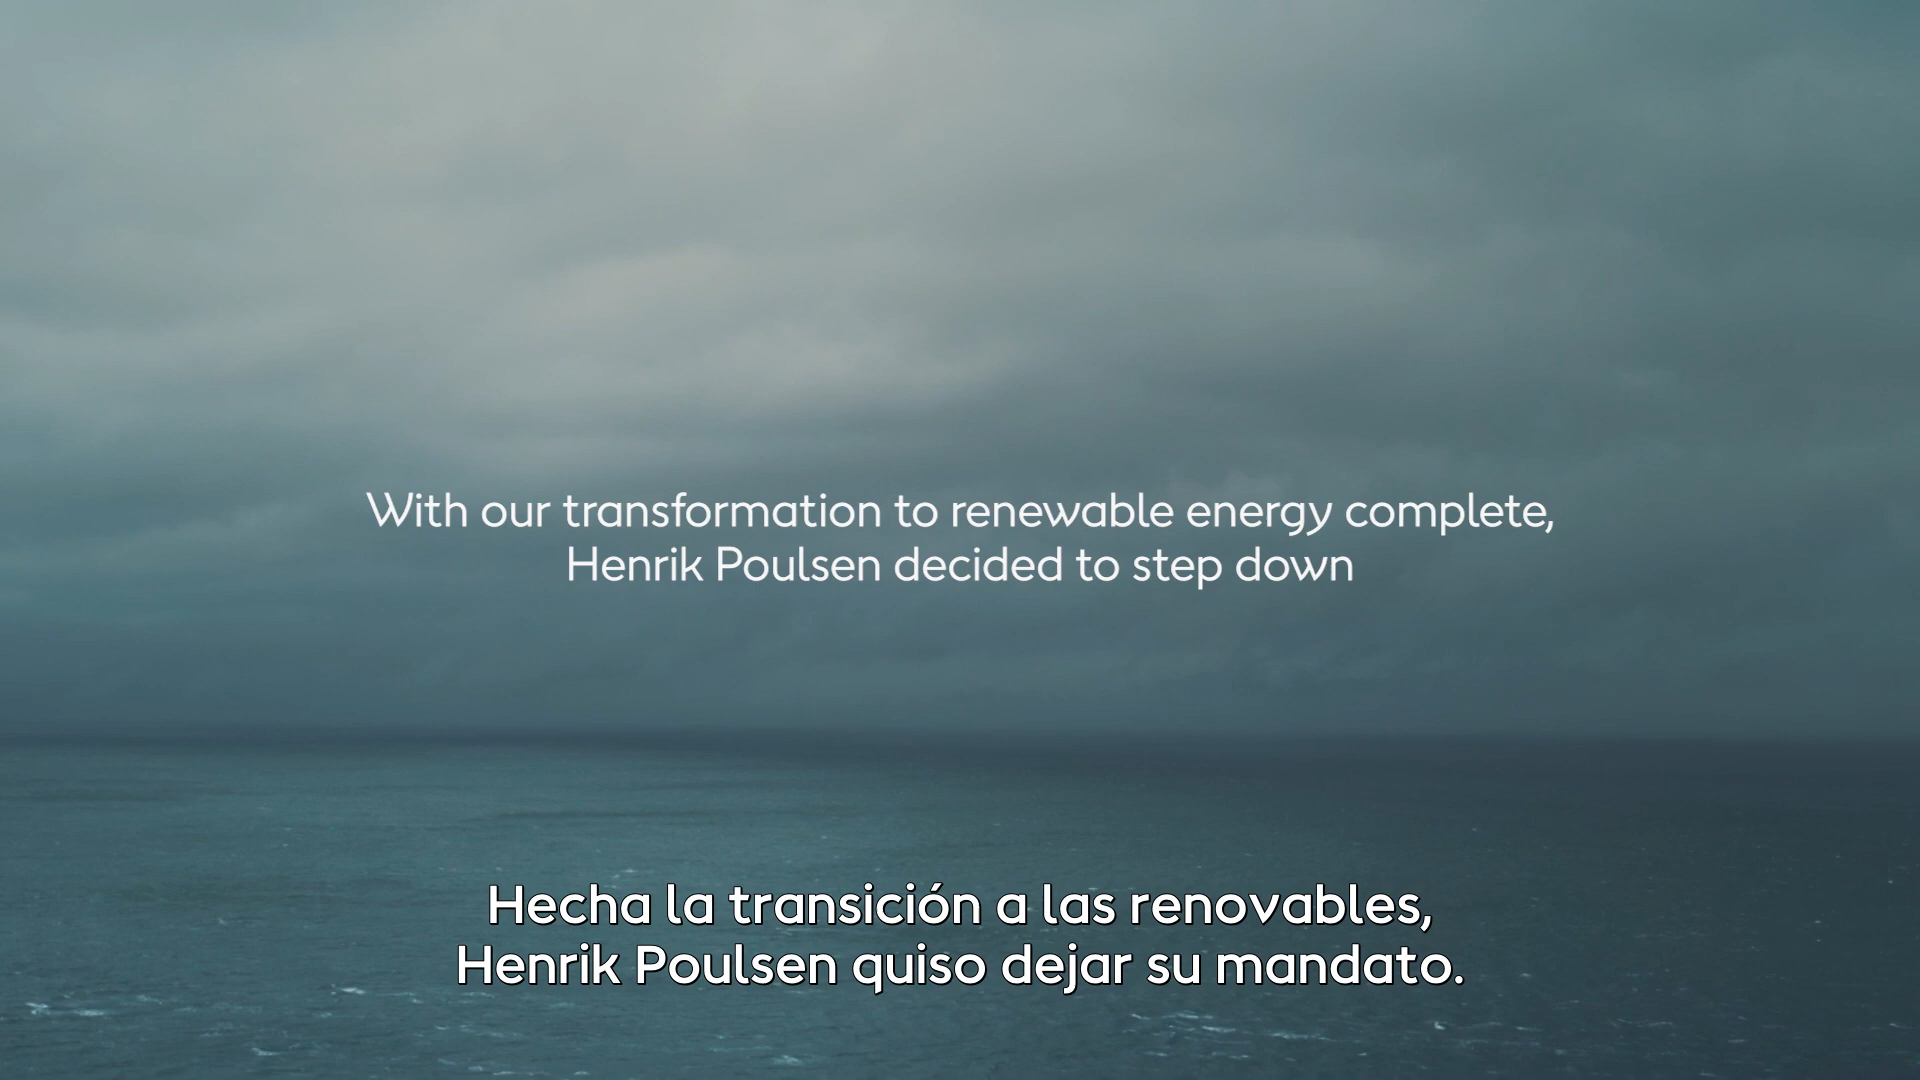 With our transformation to renewable energy complete,
Henrik Poulsen decided to step down
Hecha la transición a las renovables,
Henrik Poulsen quiso dejar su mandato.